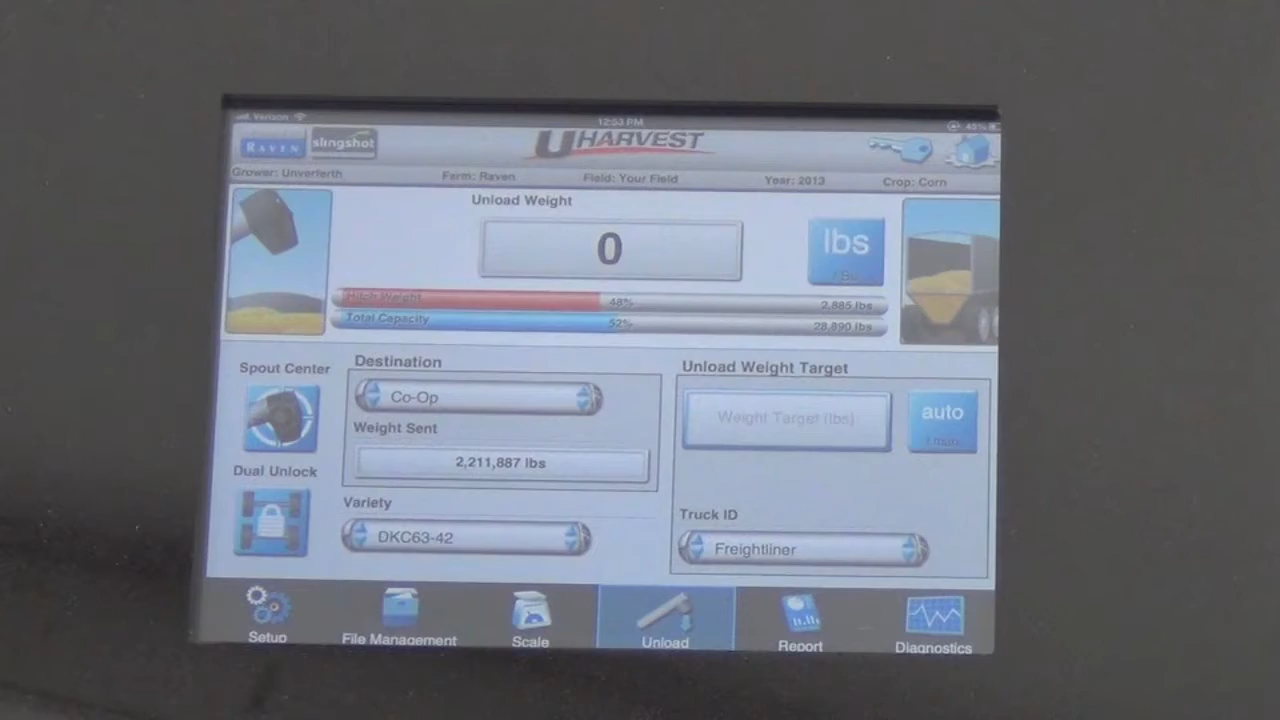 Verizon 12:53 PM 45%
RAVEN slingshot UHARVEST
Grower: Unverferth Farm: Raven Field: Your Field Year: 2013 Crop: Corn
Unload Weight
0 lbs
Hitch Weight 48% 2,885 lbs
Total Capacity 52% 28,890 lbs
Spout Center Destination Unload Weight Target
Co-Op Weight Target (lbs) auto
/ man
Weight Sent
Dual Unlock 2,211,887 lbs
Variety Truck ID
DKC63-42 Freightliner
Setup File Management Scale Unload Report Diagnostics